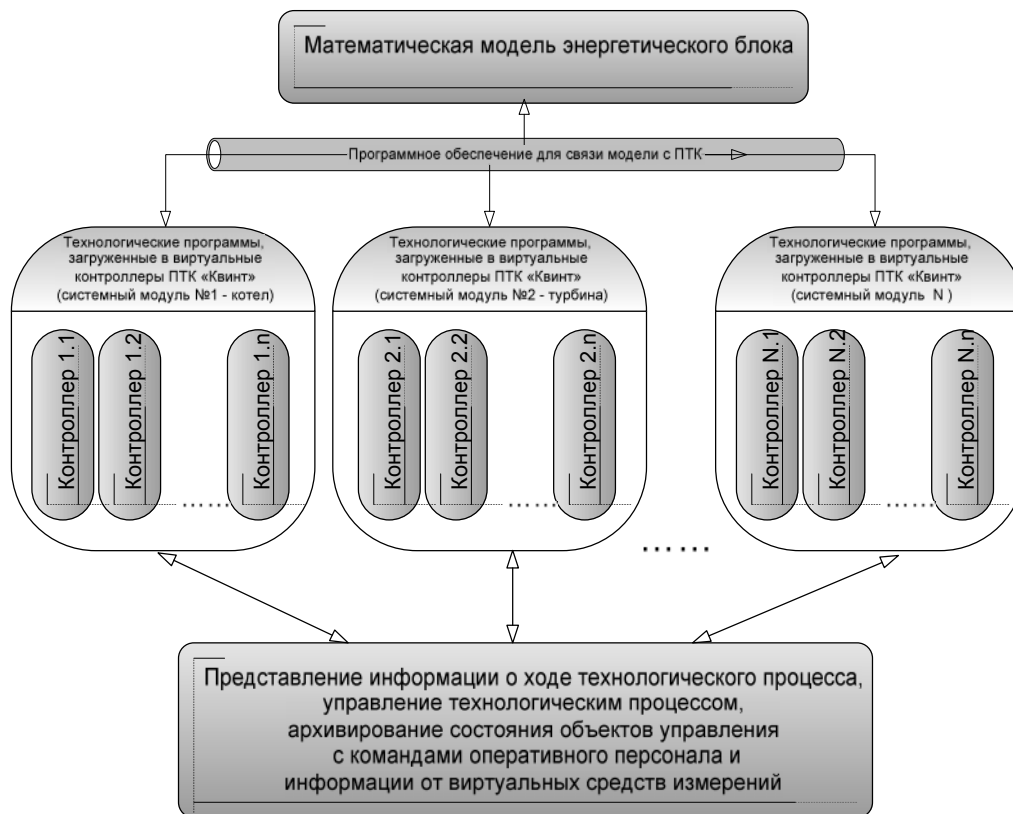 Математическая модель энергетического блока
Программное обеспечение для связи модели с ПТК
Технологические программы,
загруженные в виртуальные
контроллеры ПТК «Квинт»
(системный модуль №1 - котел)
Контроллер 1.1
Контроллер 1.2
......
Контроллер 1.n
Технологические программы,
загруженные в виртуальные
контроллеры ПТК «Квинт»
(системный модуль №2 - турбина)
Контроллер 2.1
Контроллер 2.2
......
Контроллер 2.n
......
Технологические программы,
загруженные в виртуальные
контроллеры ПТК «Квинт»
(системный модуль N )
Контроллер N.1
Контроллер N.2
......
Контроллер N.n
Представление информации о ходе технологического процесса,
управление технологическим процессом,
архивирование состояния объектов управления
с командами оперативного персонала и
информации от виртуальных средств измерений